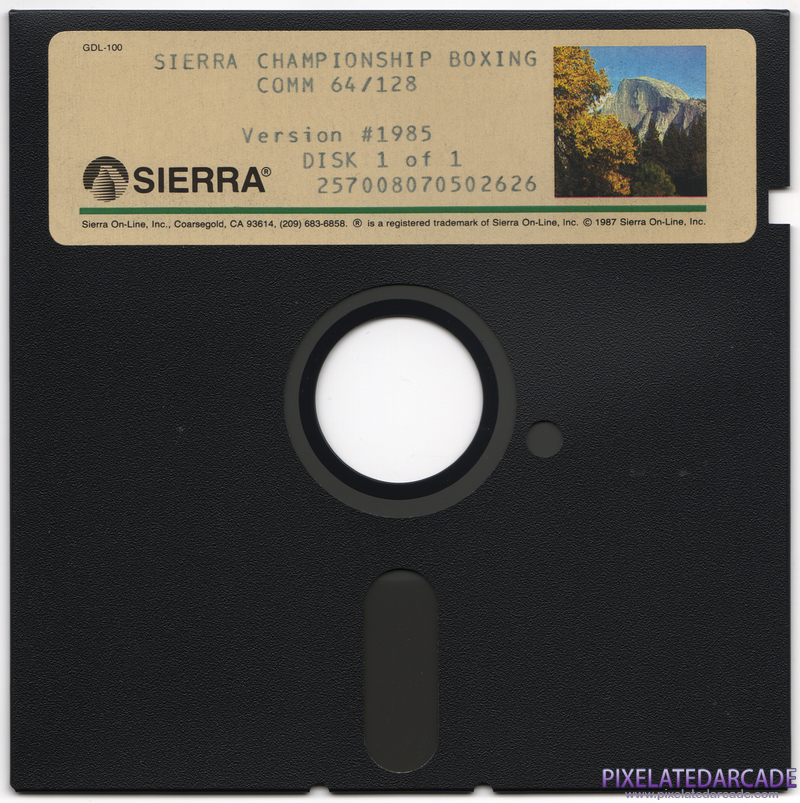 GDL-100
SIERRA CHAMPIONSHIP BOXING
COMM 64/128
Version #1985
DISK 1 of 1
257008070502626
SIERRA®
Sierra On-Line, Inc., Coarsegold, CA 93614, (209) 683-6858. ® is a registered trademark of Sierra On-Line, Inc. © 1987 Sierra On-Line, Inc.
PIXELATEDARCADE
www.pixelatedarcade.com